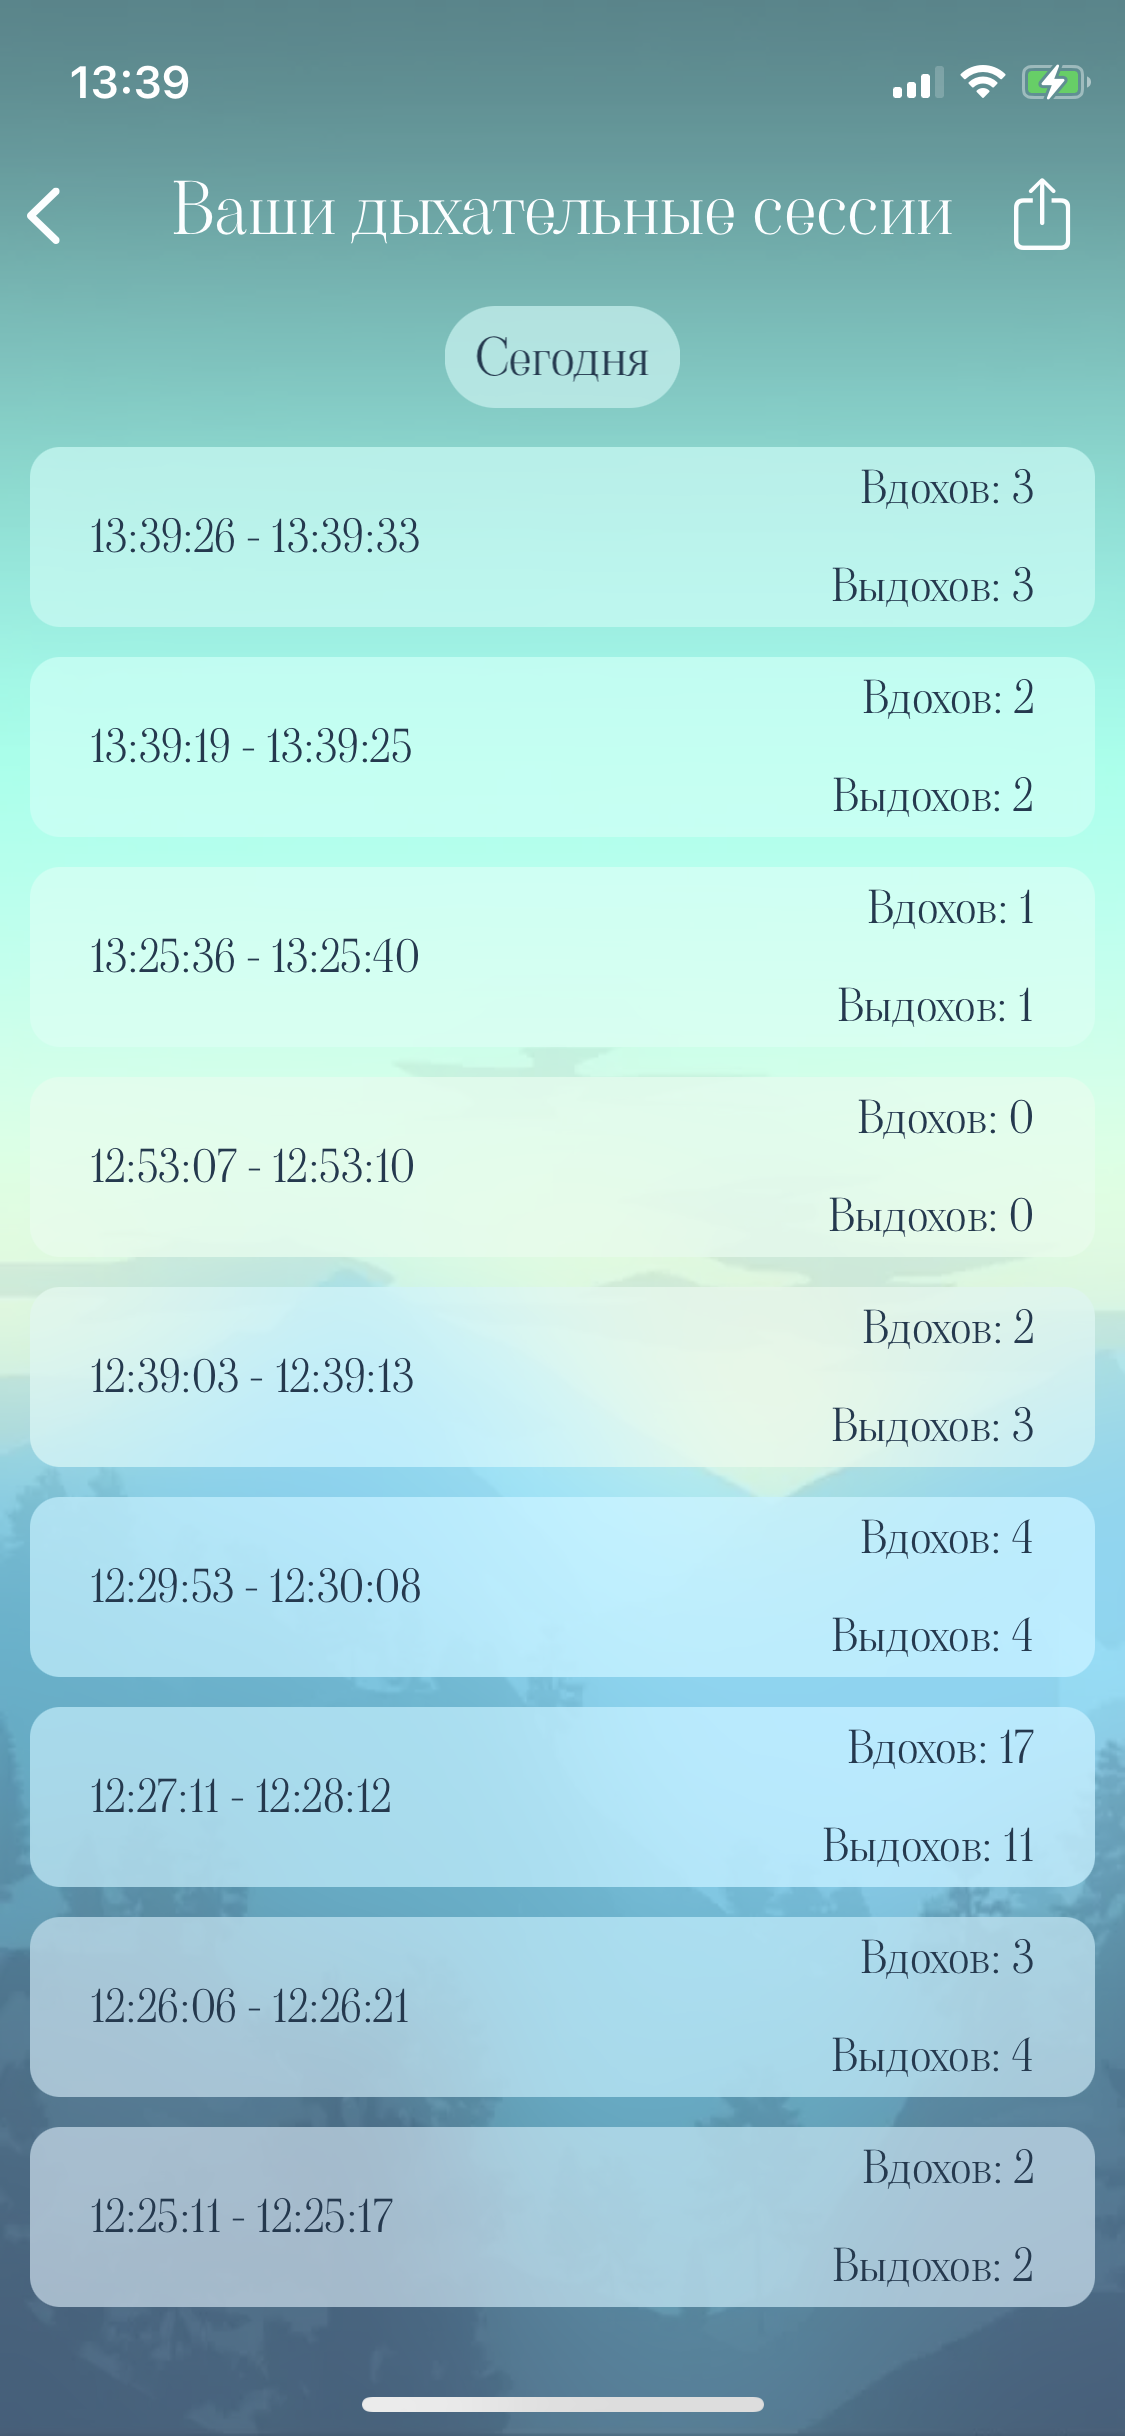 13:39
Ваши дыхательные сессии
Сегодня
13:39:26 - 13:39:33
Вдохов: 3
Выдохов: 3
13:39:19 - 13:39:25
Вдохов: 2
Выдохов: 2
13:25:36 - 13:25:40
Вдохов: 1
Выдохов: 1
12:53:07 - 12:53:10
Вдохов: 0
Выдохов: 0
12:39:03 - 12:39:13
Вдохов: 2
Выдохов: 3
12:29:53 - 12:30:08
Вдохов: 4
Выдохов: 4
12:27:11 - 12:28:12
Вдохов: 17
Выдохов: 11
12:26:06 - 12:26:21
Вдохов: 3
Выдохов: 4
12:25:11 - 12:25:17
Вдохов: 2
Выдохов: 2